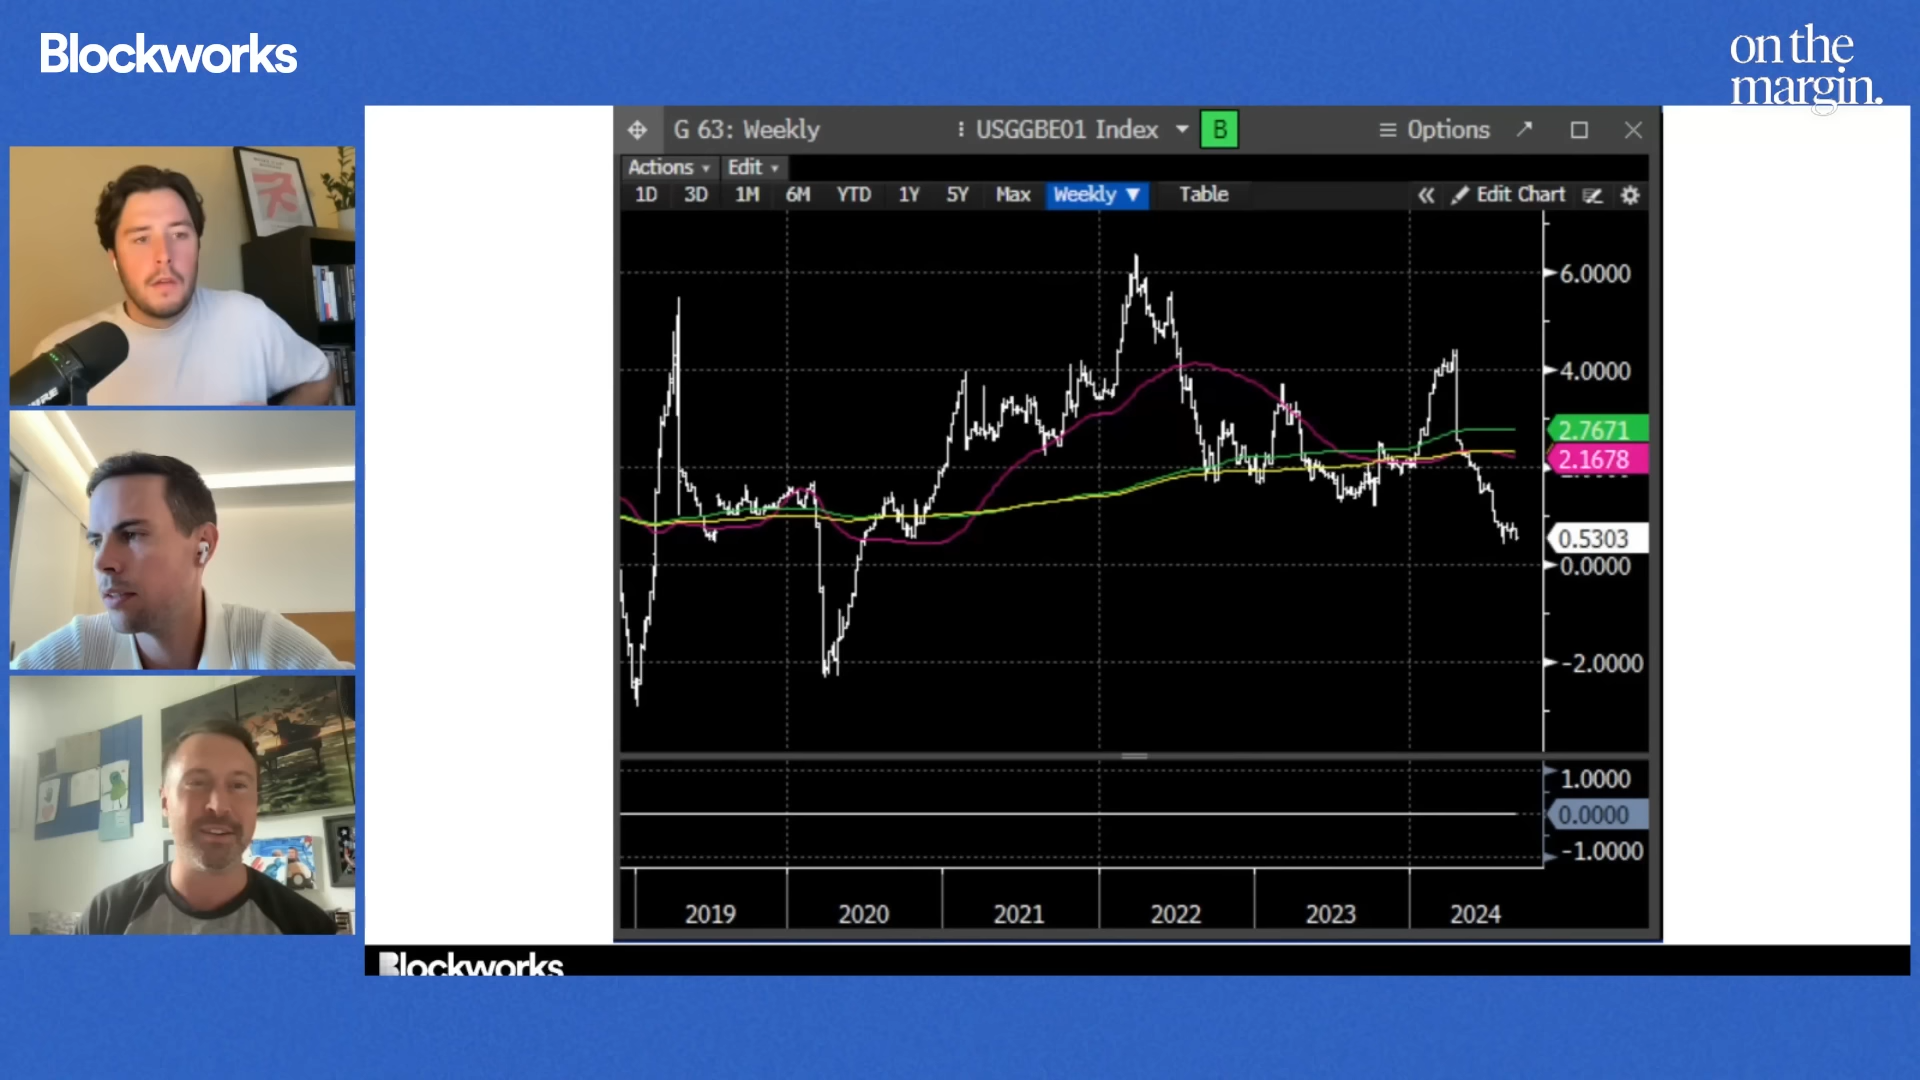 Blockworks
on the
margin.
G 63: Weekly
USGGBE01 Index
B
Options
Actions
Edit
1D 3D 1M 6M YTD 1Y 5Y Max Weekly Table
Edit Chart
6.0000
4.0000
2.7671
2.1678
0.5303
0.0000
-2.0000
1.0000
0.0000
-1.0000
2019 2020 2021 2022 2023 2024
Blockworks